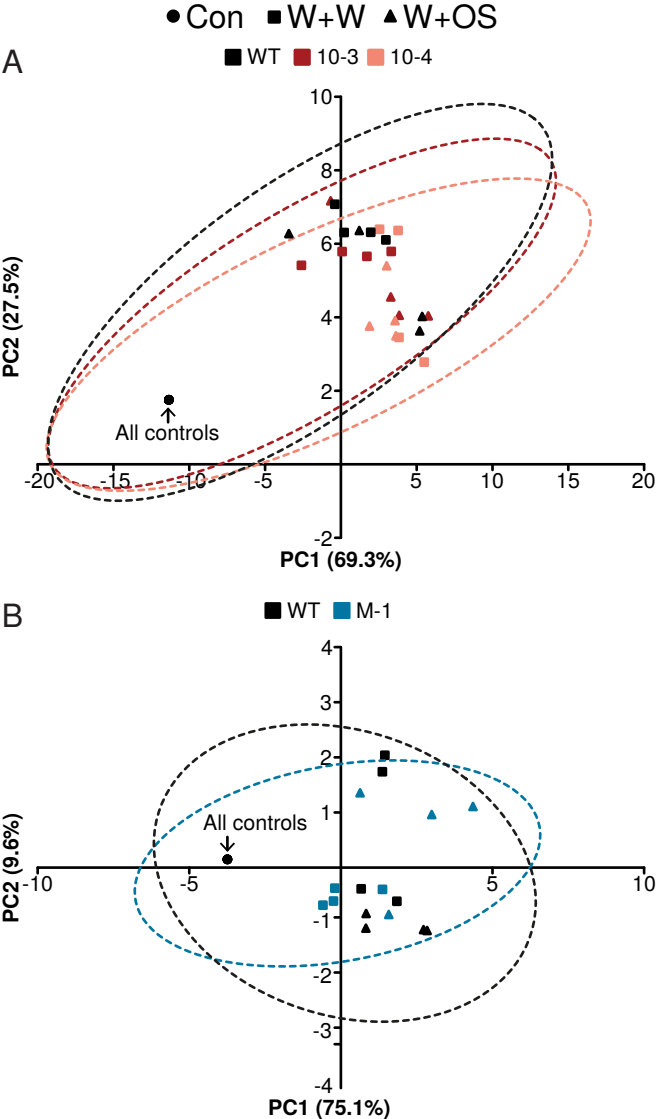 Con W+W W+OS
A
WT 10-3 10-4
10
8
6
4
2
-2
-20 -15 -10 -5 5 10 15 20
PC2 (27.5%)
All controls
PC1 (69.3%)
B
WT M-1
4
3
2
1
-1
-2
-3
-4
-10 -5 5 10
PC2 (9.6%)
All controls
PC1 (75.1%)